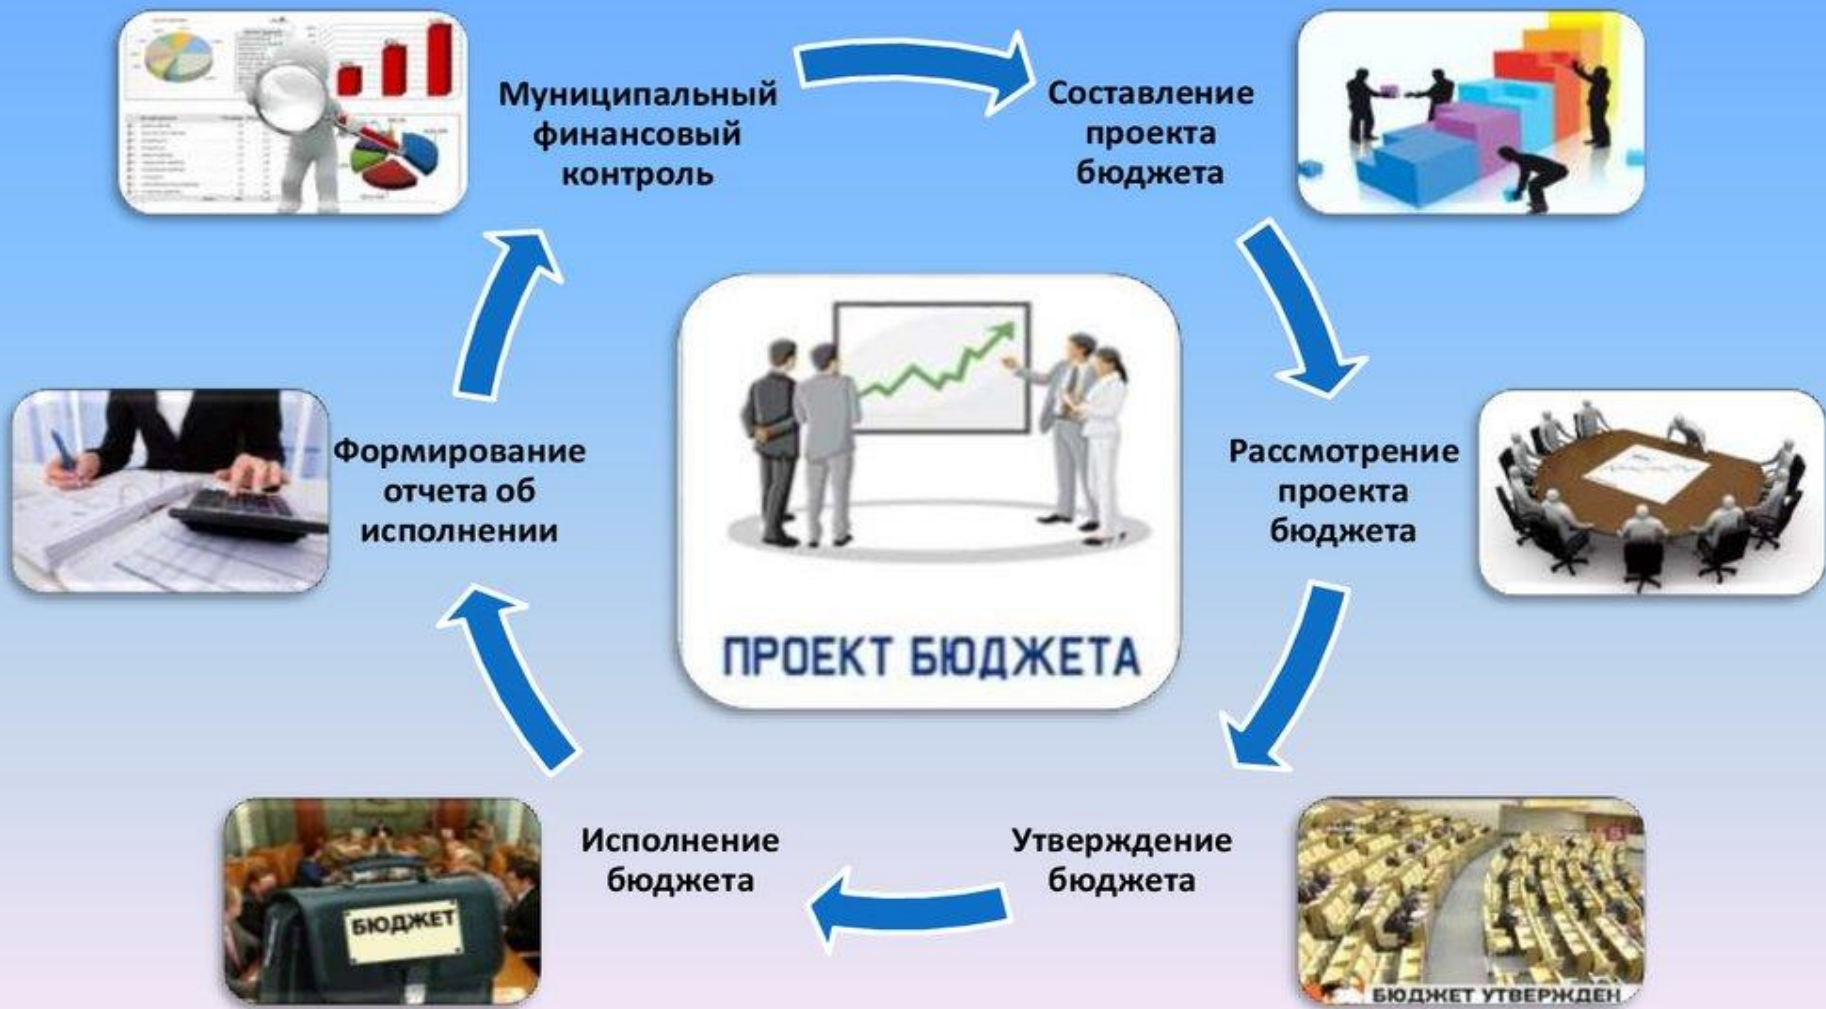 Муниципальный
финансовый
контроль
Составление
проекта
бюджета
Формирование
отчета об
исполнении
Рассмотрение
проекта
бюджета
ПРОЕКТ БЮДЖЕТА
Исполнение
бюджета
Утверждение
бюджета
БЮДЖЕТ
БЮДЖЕТ УТВЕРЖДЕН